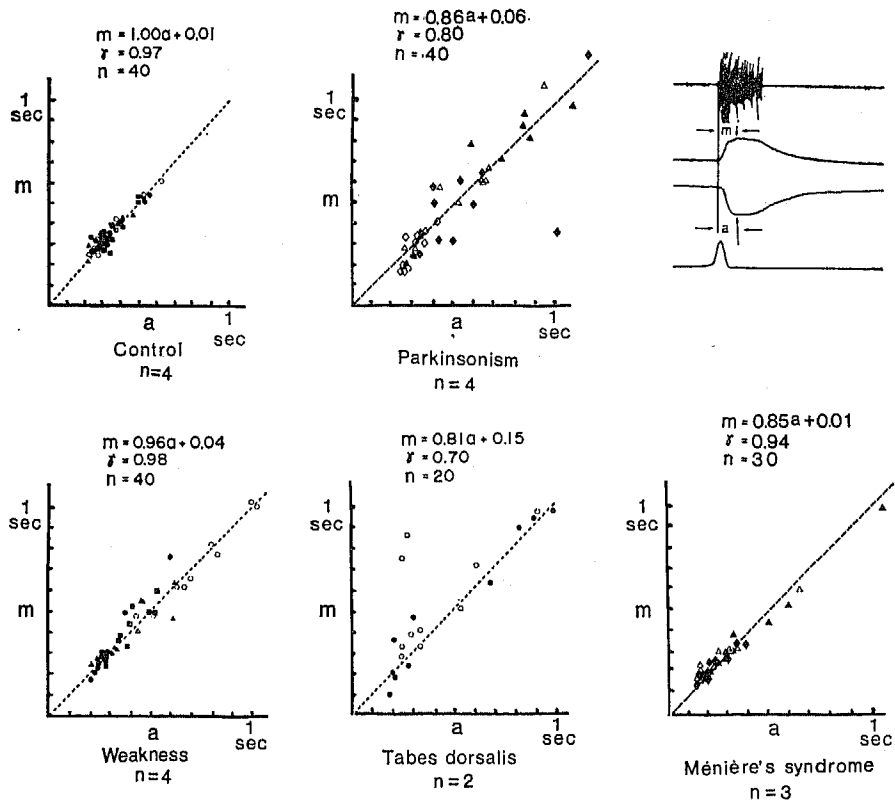 m = 1.00a + 0.01
γ = 0.97
n = 40
1
sec
m
a
1
sec
Control
n=4
m = 0.86a + 0.06
γ = 0.80
n = 40
1
sec
m
a
1
sec
Parkinsonism
n = 4
m
a
m = 0.96a + 0.04
γ = 0.98
n = 40
1
sec
m
a
1
sec
Weakness
n=4
m = 0.81a + 0.15
γ = 0.70
n = 20
1
sec
m
a
1
sec
Tabes dorsalis
n=2
m = 0.85a + 0.01
γ = 0.94
n = 30
1
sec
m
a
1
sec
Ménière's syndrome
n = 3